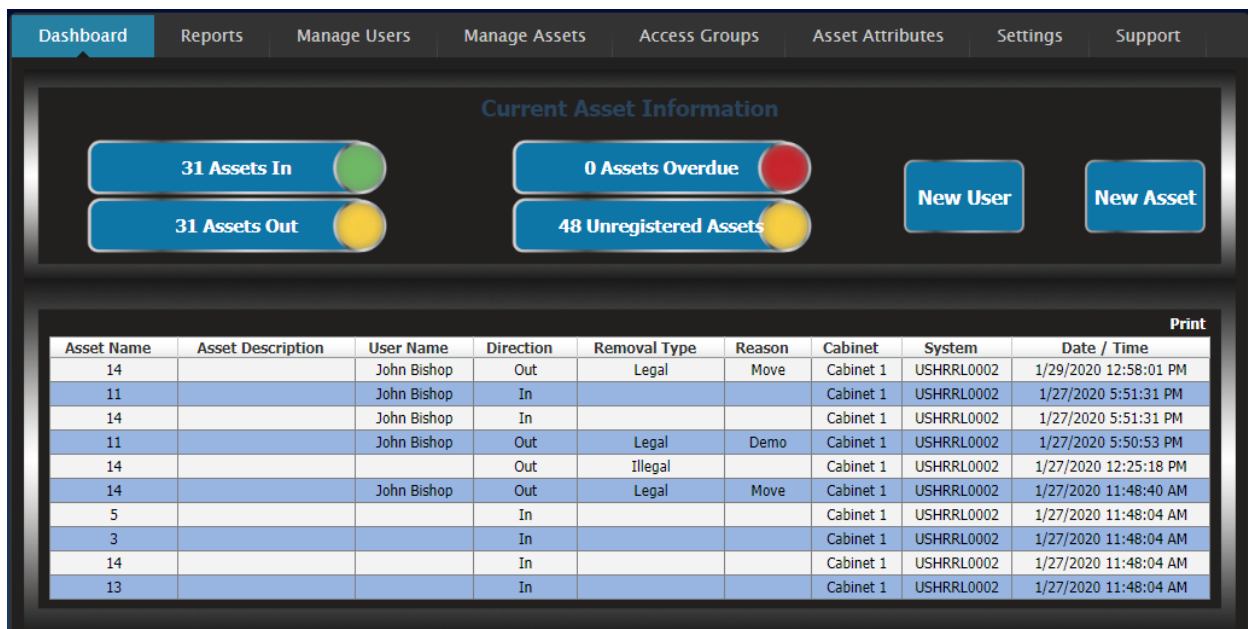 Dashboard Reports Manage Users Manage Assets Access Groups Asset Attributes Settings Support
Current Asset Information
31 Assets In 0 Assets Overdue
New User New Asset
31 Assets Out 48 Unregistered Assets
Print
Asset Name Asset Description User Name Direction Removal Type Reason Cabinet System Date / Time
14 John Bishop Out Legal Move Cabinet 1 USHRRL0002 1/29/2020 12:58:01 PM
11 John Bishop In Cabinet 1 USHRRL0002 1/27/2020 5:51:31 PM
14 John Bishop In Cabinet 1 USHRRL0002 1/27/2020 5:51:31 PM
11 John Bishop Out Legal Demo Cabinet 1 USHRRL0002 1/27/2020 5:50:53 PM
14 Out Illegal Cabinet 1 USHRRL0002 1/27/2020 12:25:18 PM
14 John Bishop Out Legal Move Cabinet 1 USHRRL0002 1/27/2020 11:48:40 AM
5 In Cabinet 1 USHRRL0002 1/27/2020 11:48:04 AM
3 In Cabinet 1 USHRRL0002 1/27/2020 11:48:04 AM
14 In Cabinet 1 USHRRL0002 1/27/2020 11:48:04 AM
13 In Cabinet 1 USHRRL0002 1/27/2020 11:48:04 AM